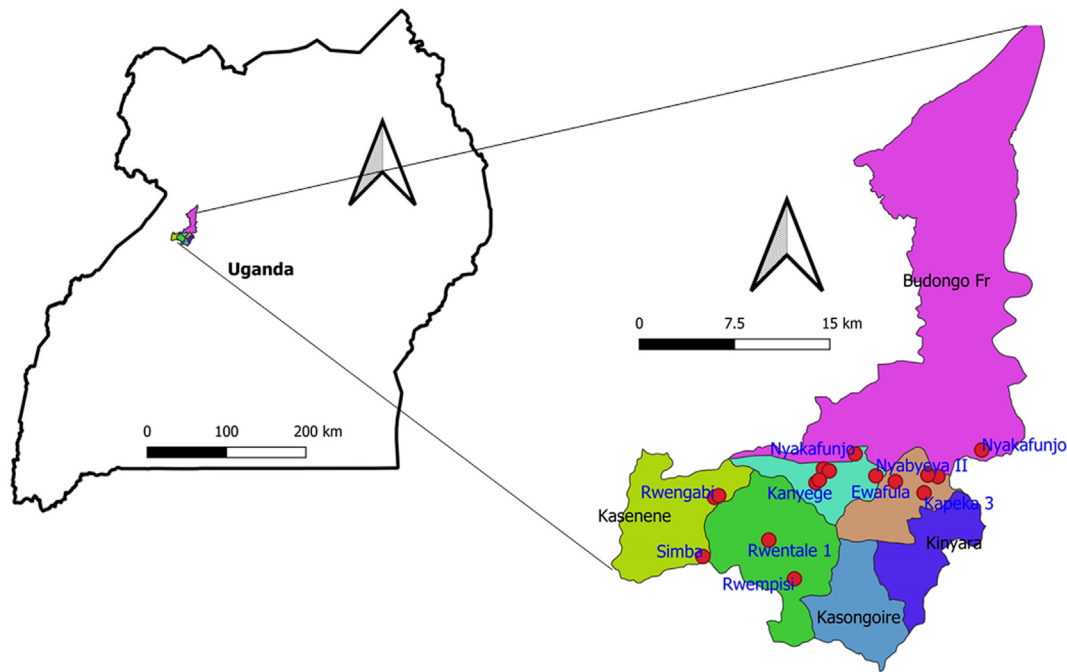 Uganda
0 100 200 km
0 7.5 15 km
Budongo Fr
Nyakafunjo
Nyakafunjo
Nyabyeya II
Rwengabi
Kanyege
Ewafula
Kapeka 3
Kasenene
Kinyara
Simba
Rwentale 1
Rwempisi
Kasongoire